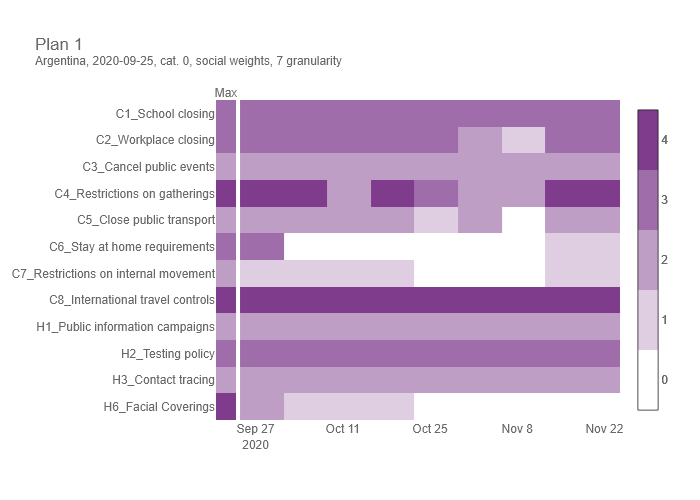 Plan 1
Argentina, 2020-09-25, cat. 0, social weights, 7 granularity
Max
C1_School closing
C2_Workplace closing
C3_Cancel public events
C4_Restrictions on gatherings
C5_Close public transport
C6_Stay at home requirements
C7_Restrictions on internal movement
C8_International travel controls
H1_Public information campaigns
H2_Testing policy
H3_Contact tracing
H6_Facial Coverings
4
3
2
1
0
Sep 27 Oct 11 Oct 25 Nov 8 Nov 22
2020